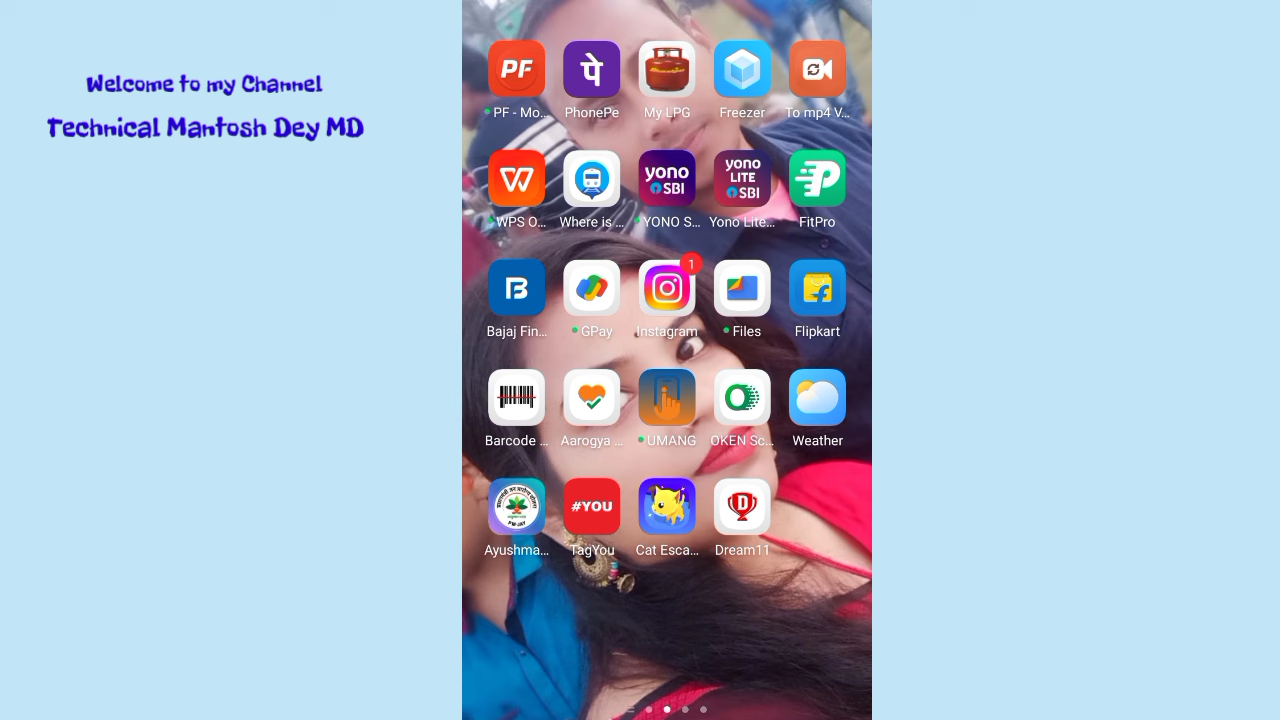 Welcome to my Channel
Technical Mantosh Dey MD
PF
पे
PF - Mo...
PhonePe
My LPG
Freezer
To mp4 V...
yono
SBI
yono
LITE
SBI
WPS O...
Where is ...
YONO S...
Yono Lite...
FitPro
1
Bajaj Fin...
GPay
Instagram
Files
Flipkart
Barcode ...
Aarogya ...
UMANG
OKEN Sc...
Weather
PM-JAY
#YOU
D
Ayushma...
TagYou
Cat Esca...
Dream11